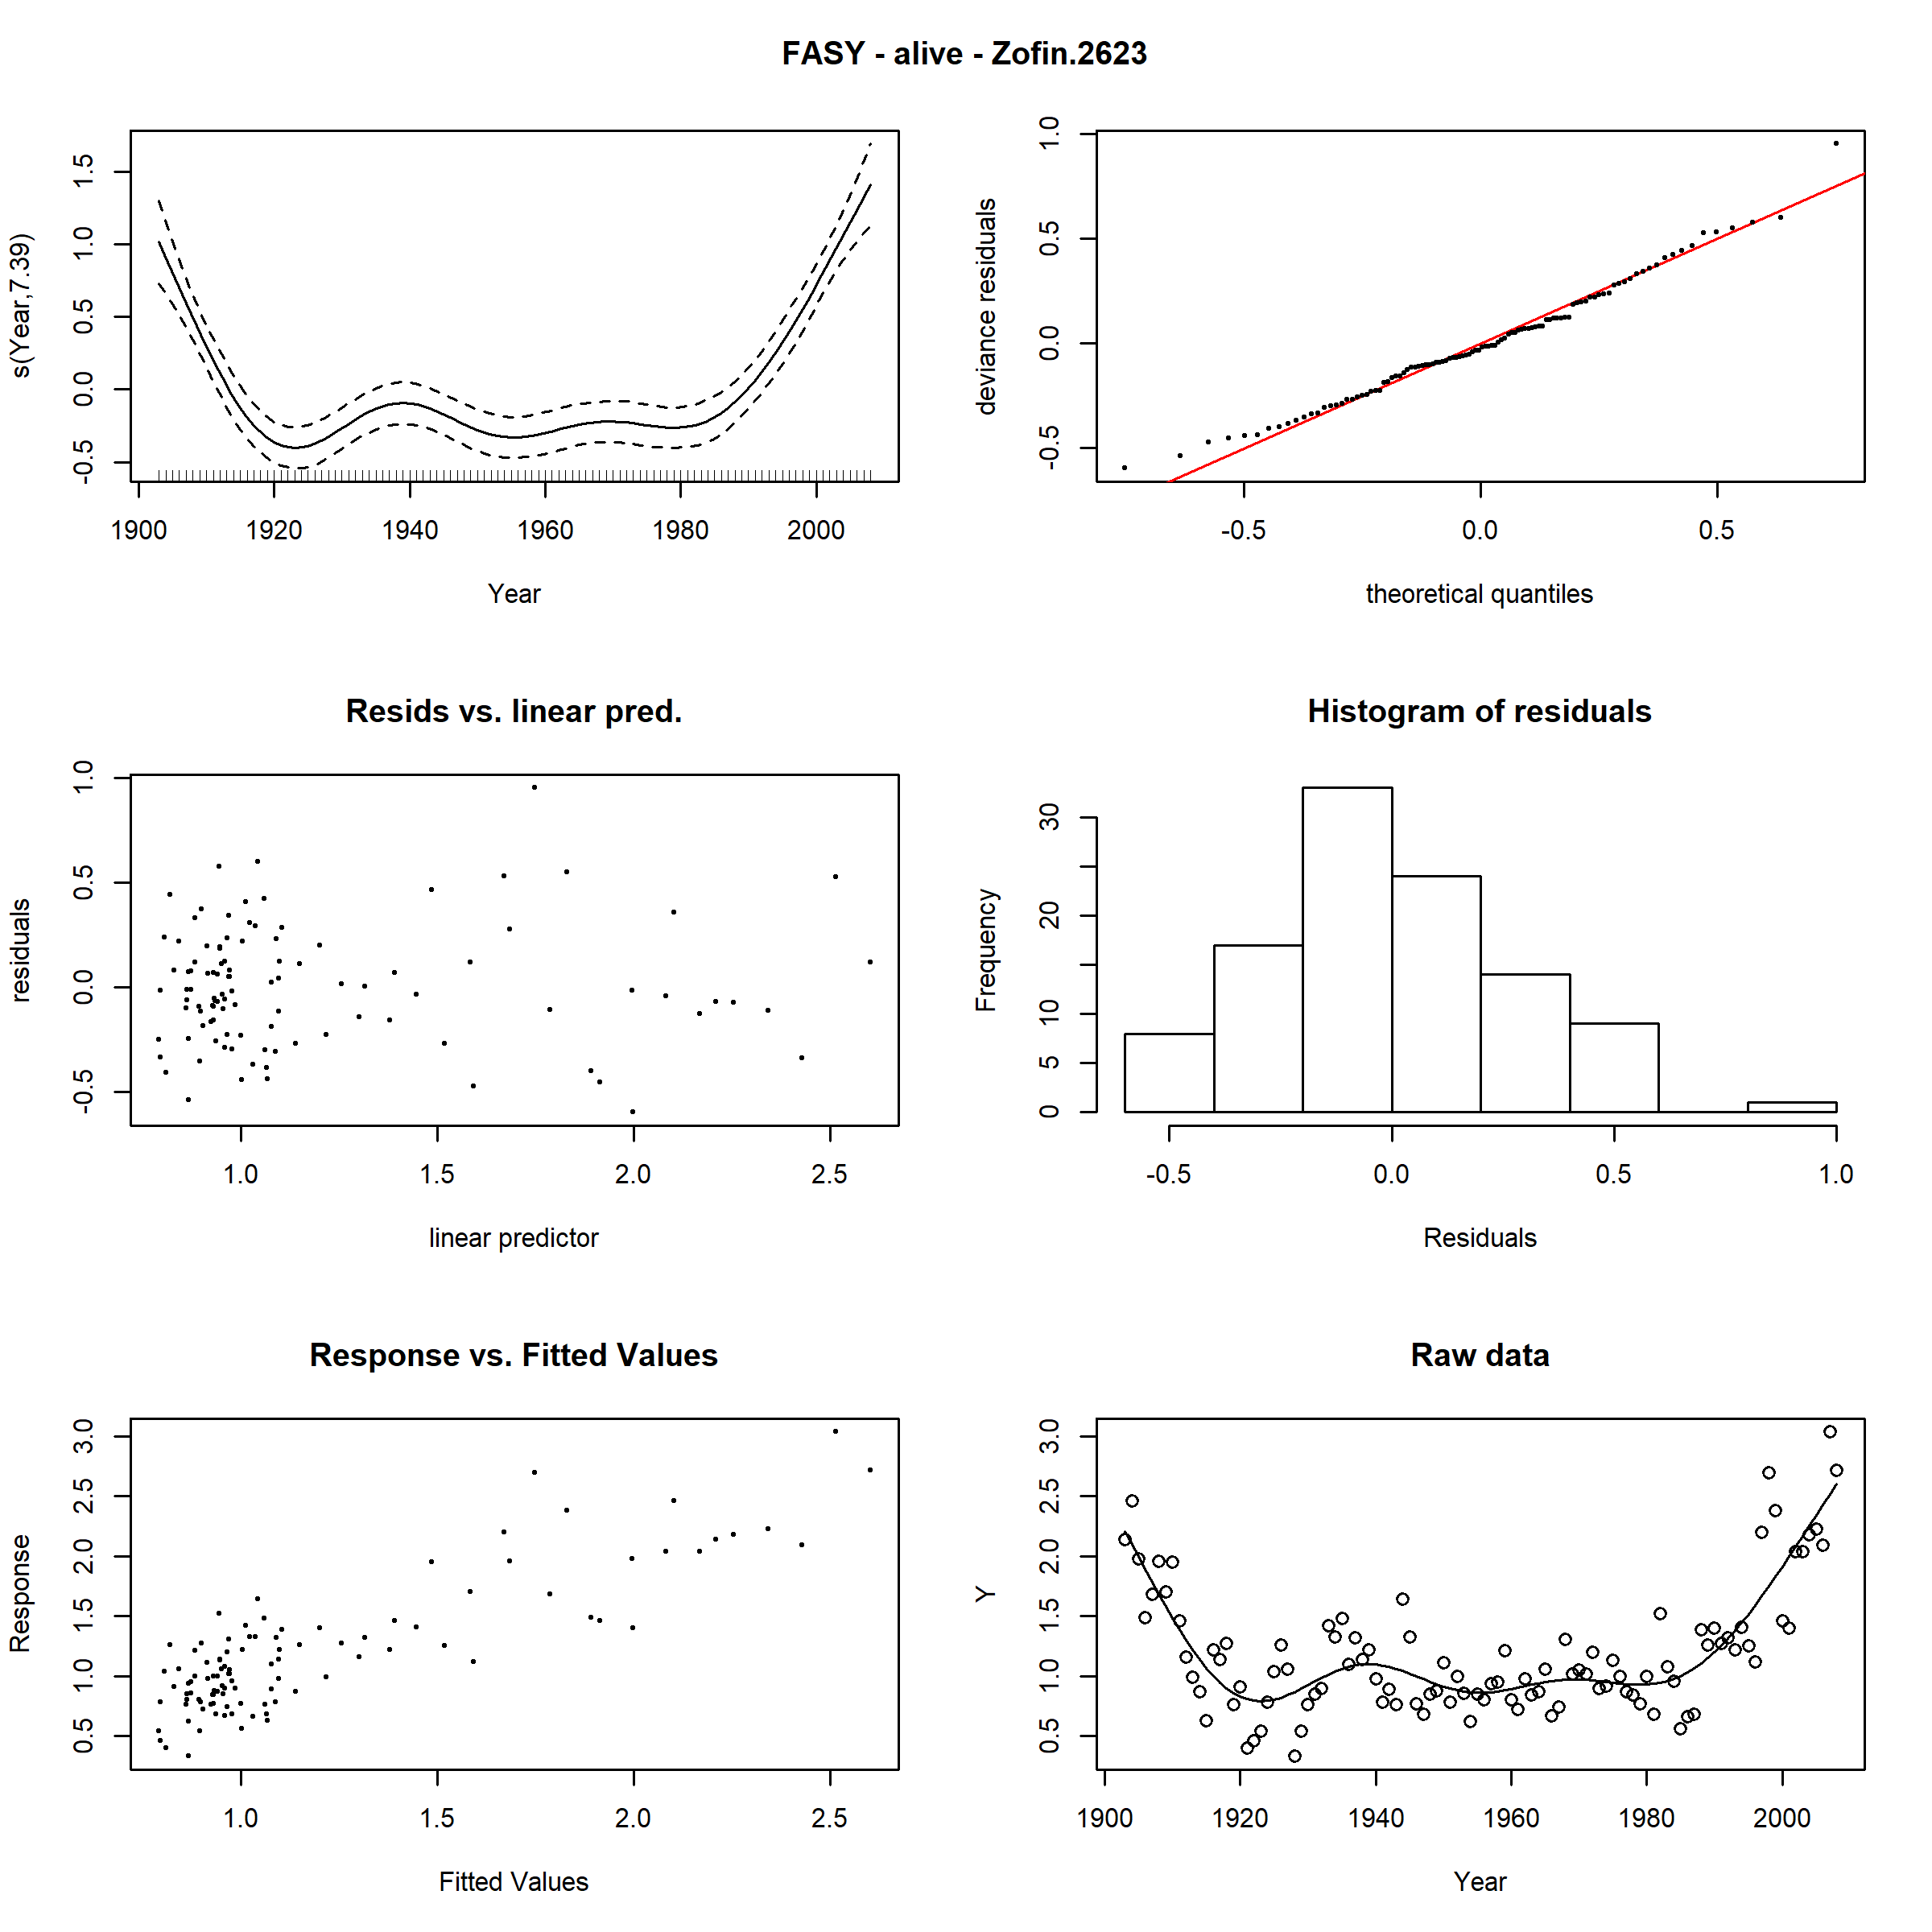 FASY - alive - Zofin.2623
s(Year,7.39)
1.5
1.0
0.5
0.0
-0.5
1900 1920 1940 1960 1980 2000
Year
deviance residuals
1.0
0.5
0.0
-0.5
-0.5 0.0 0.5
theoretical quantiles
Resids vs. linear pred.
residuals
1.0
0.5
0.0
-0.5
1.0 1.5 2.0 2.5
linear predictor
Histogram of residuals
Frequency
30
20
10
5
0
-0.5 0.0 0.5 1.0
Residuals
Response vs. Fitted Values
Response
3.0
2.5
2.0
1.5
1.0
0.5
1.0 1.5 2.0 2.5
Fitted Values
Raw data
Y
3.0
2.5
2.0
1.5
1.0
0.5
1900 1920 1940 1960 1980 2000
Year